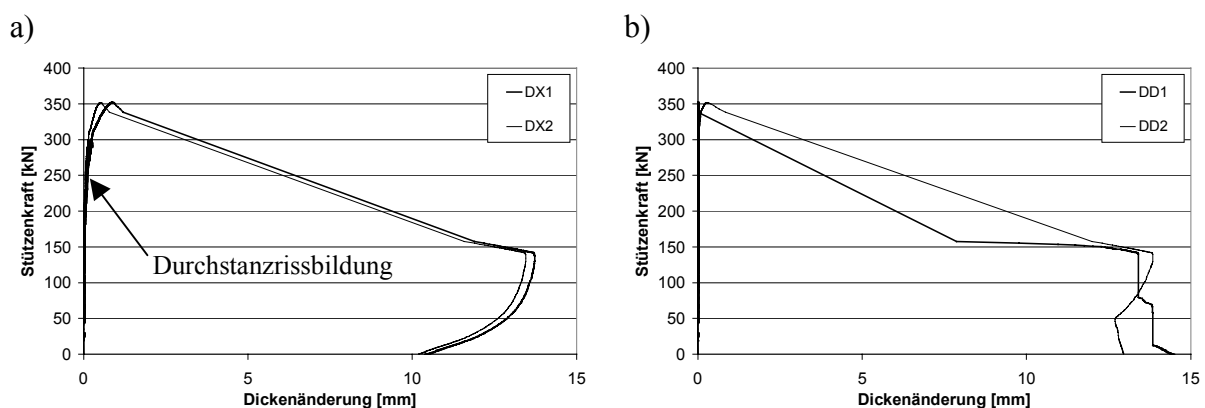 a)
Stützenkraft [kN]
400
350
300
250
200
150
100
50
0
DX1
DX2
Durchstanzrissbildung
0 5 10 15
Dickenänderung [mm]
b)
Stützenkraft [kN]
400
350
300
250
200
150
100
50
0
DD1
DD2
0 5 10 15
Dickenänderung [mm]